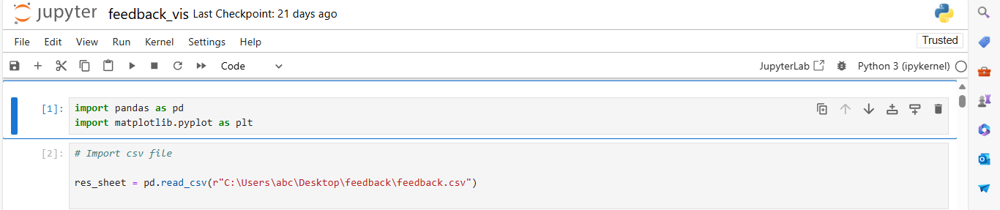 jupyter feedback_vis Last Checkpoint: 21 days ago
File Edit View Run Kernel Settings Help Trusted
Code JupyterLab Python 3 (ipykernel)
[1]: import pandas as pd
import matplotlib.pyplot as plt
[2]: # Import csv file
res_sheet = pd.read_csv(r"C:\Users\abc\Desktop\feedback\feedback.csv")